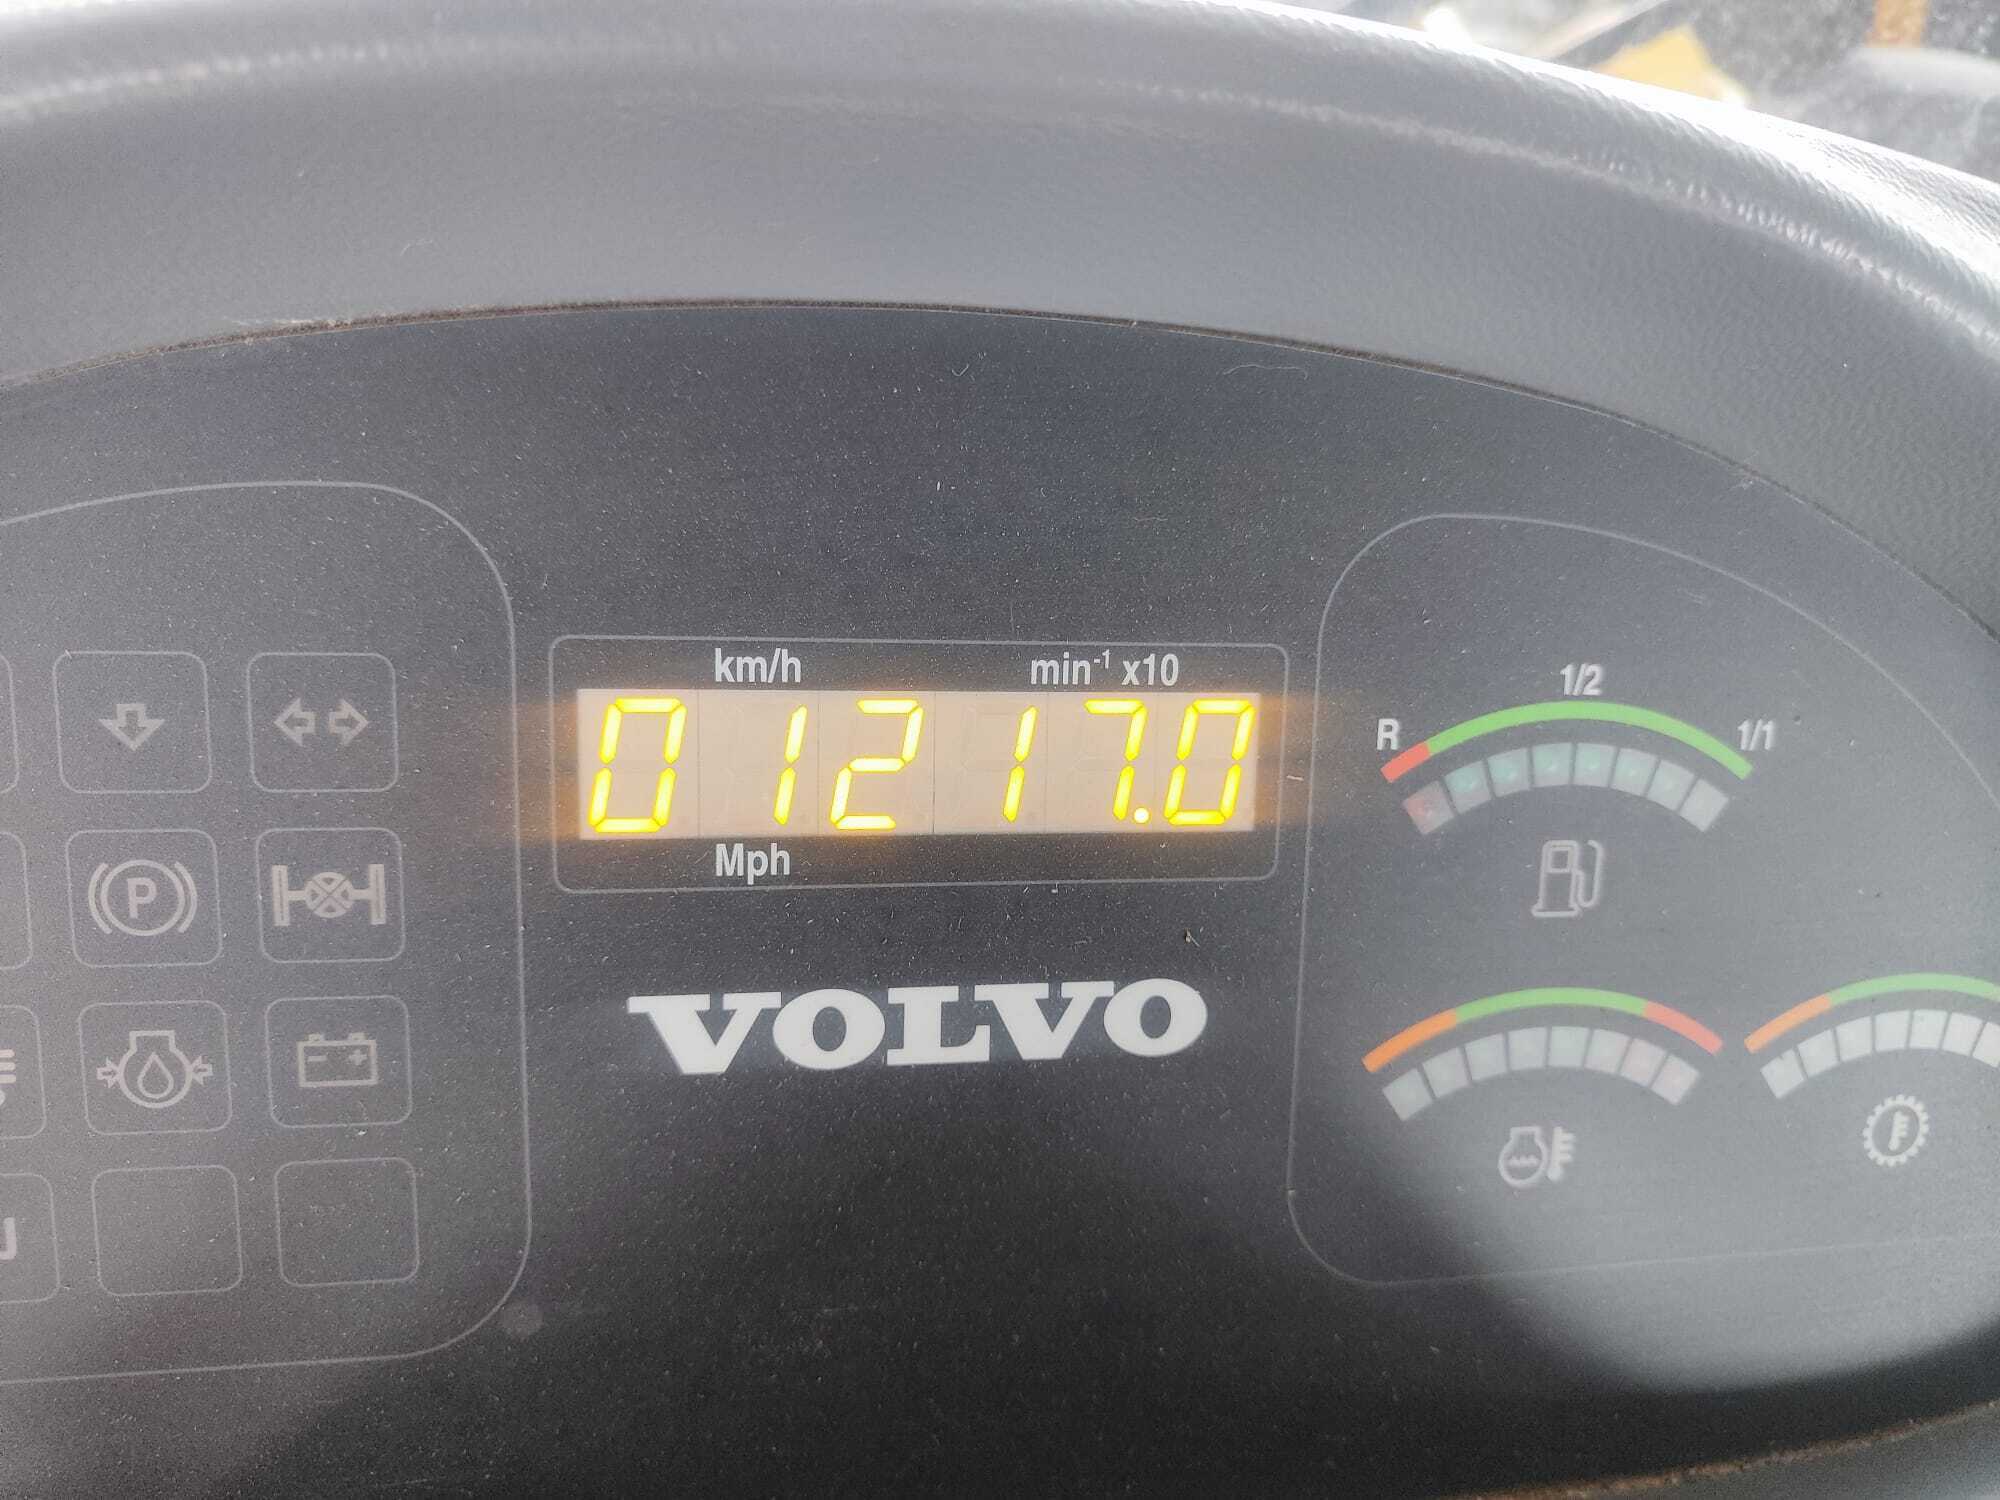 km/h min⁻¹ x10
01217.0
Mph
VOLVO
1/2
R 1/1
P